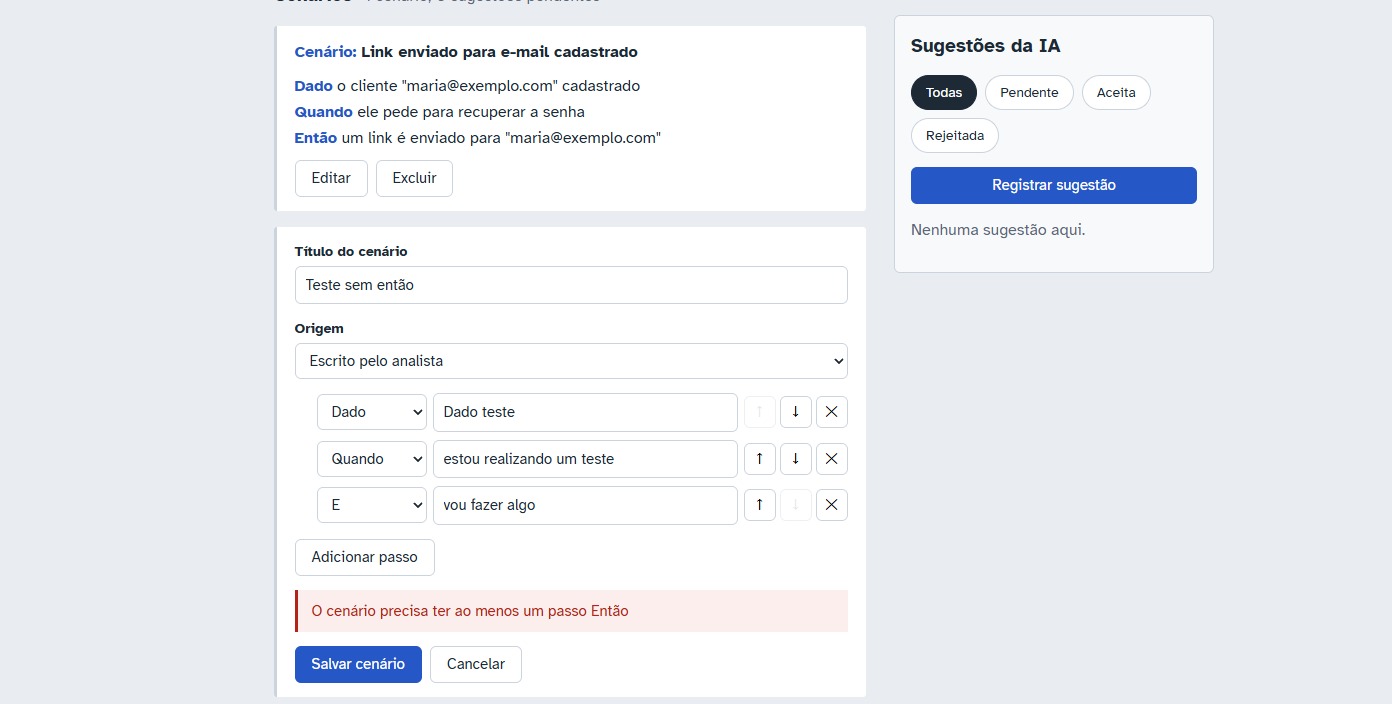 Cenário: Link enviado para e-mail cadastrado
Dado o cliente "maria@exemplo.com" cadastrado
Quando ele pede para recuperar a senha
Então um link é enviado para "maria@exemplo.com"
Editar Excluir
Título do cenário
Teste sem então
Origem
Escrito pelo analista
Dado Dado teste ↑ ↓ ×
Quando estou realizando um teste ↑ ↓ ×
E vou fazer algo ↑ ↓ ×
Adicionar passo
O cenário precisa ter ao menos um passo Então
Salvar cenário Cancelar
Sugestões da IA
Todas Pendente Aceita
Rejeitada
Registrar sugestão
Nenhuma sugestão aqui.